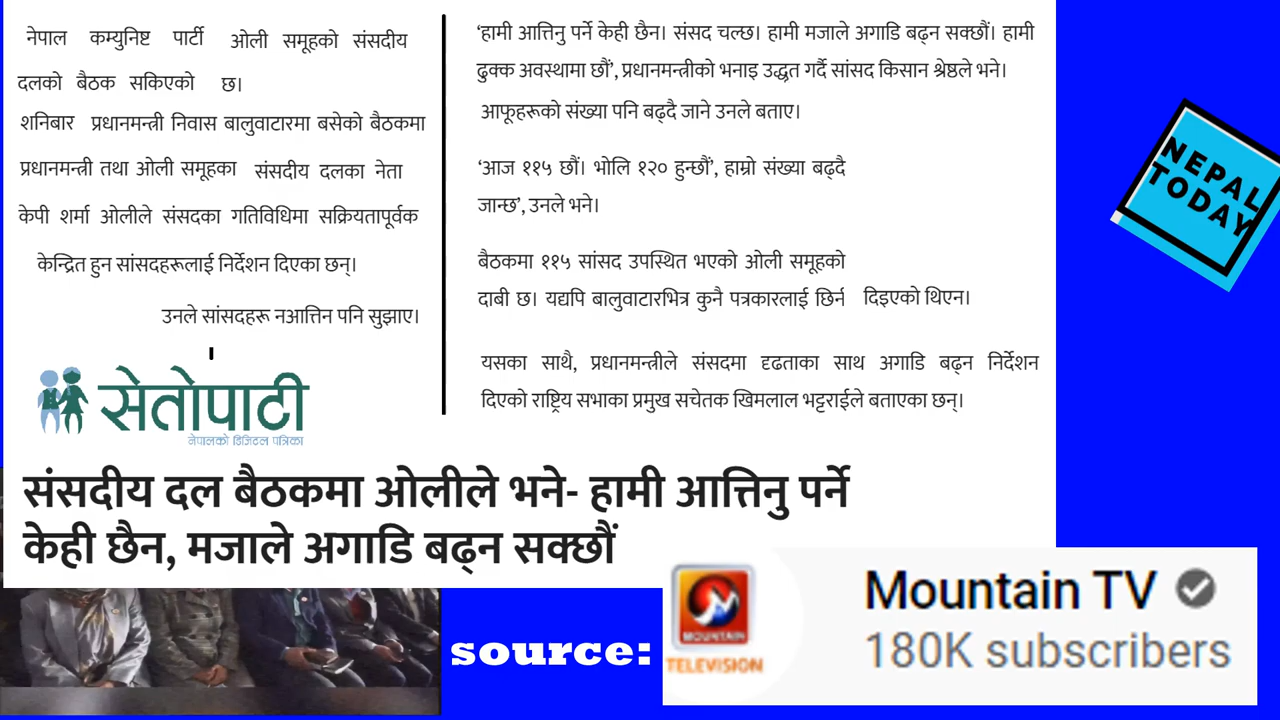 नेपाल कम्युनिष्ट पार्टी ओली समूहको संसदीय
दलको बैठक सकिएको छ।
शनिबार प्रधानमन्त्री निवास बालुवाटारमा बसेको बैठकमा
प्रधानमन्त्री तथा ओली समूहका संसदीय दलका नेता
केपी शर्मा ओलीले संसदका गतिविधिमा सक्रियतापूर्वक
केन्द्रित हुन सांसदहरूलाई निर्देशन दिएका छन्।
उनले सांसदहरू नआत्तिन पनि सुझाए।
सेतोपाटी
नेपालको डिजिटल पत्रिका
‘हामी आत्तिनु पर्ने केही छैन। संसद चल्छ। हामी मजाले अगाडि बढ्न सक्छौं। हामी
ढुक्क अवस्थामा छौं’, प्रधानमन्त्रीको भनाइ उद्धत गर्दै सांसद किसान श्रेष्ठले भने।
आफूहरूको संख्या पनि बढ्दै जाने उनले बताए।
‘आज ११५ छौं। भोलि १२० हुन्छौं’, हाम्रो संख्या बढ्दै
जान्छ’, उनले भने।
बैठकमा ११५ सांसद उपस्थित भएको ओली समूहको
दाबी छ। यद्यपि बालुवाटारभित्र कुनै पत्रकारलाई छिर्न दिइएको थिएन।
यसका साथै, प्रधानमन्त्रीले संसदमा दृढताका साथ अगाडि बढ्न निर्देशन
दिएको राष्ट्रिय सभाका प्रमुख सचेतक खिमलाल भट्टराईले बताएका छन्।
NEPAL
TODAY
संसदीय दल बैठकमा ओलीले भने- हामी आत्तिनु पर्ने
केही छैन, मजाले अगाडि बढ्न सक्छौं
source:
MOUNTAIN
TELEVISION
Mountain TV
180K subscribers